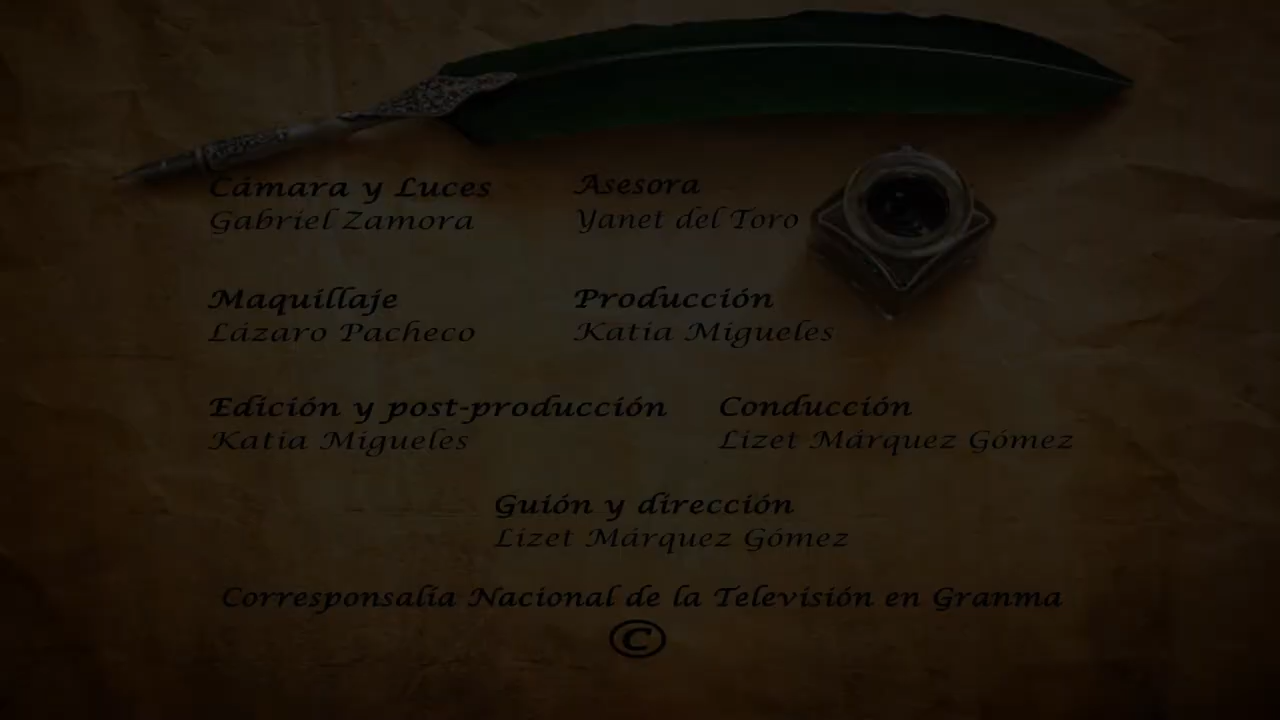 Cámara y Luces
Gabriel Zamora
Asesora
Yanet del Toro
Maquillaje
Lázaro Pacheco
Producción
Katia Migueles
Edición y post-producción
Katia Migueles
Conducción
Lizet Márquez Gómez
Guión y dirección
Lizet Márquez Gómez
Corresponsalía Nacional de la Televisión en Granma
©